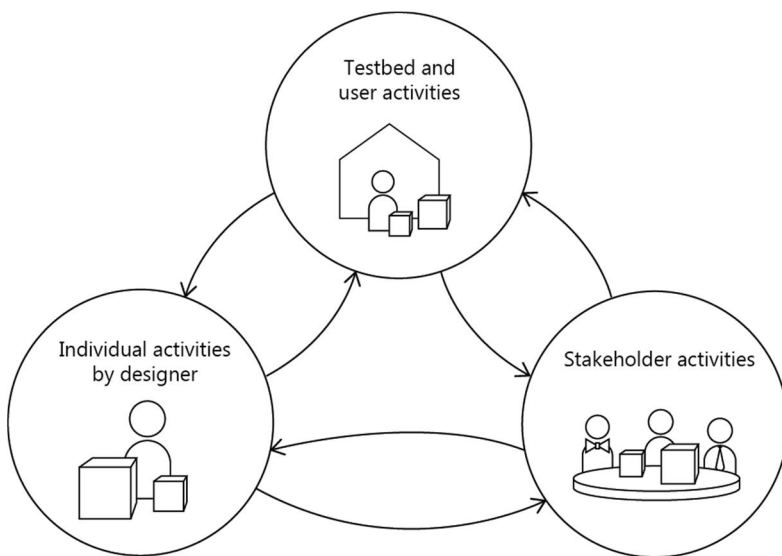 Testbed and
user activities
Individual activities
by designer
Stakeholder activities